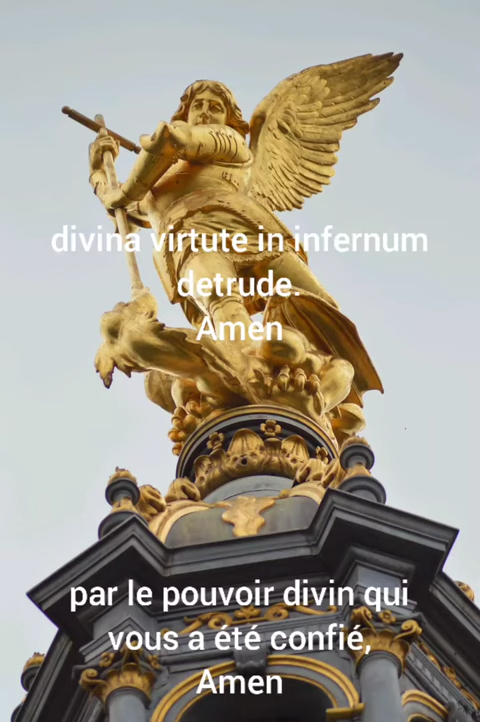 divina virtute in infernum
detrude.
Amen
par le pouvoir divin qui
vous a été confié,
Amen